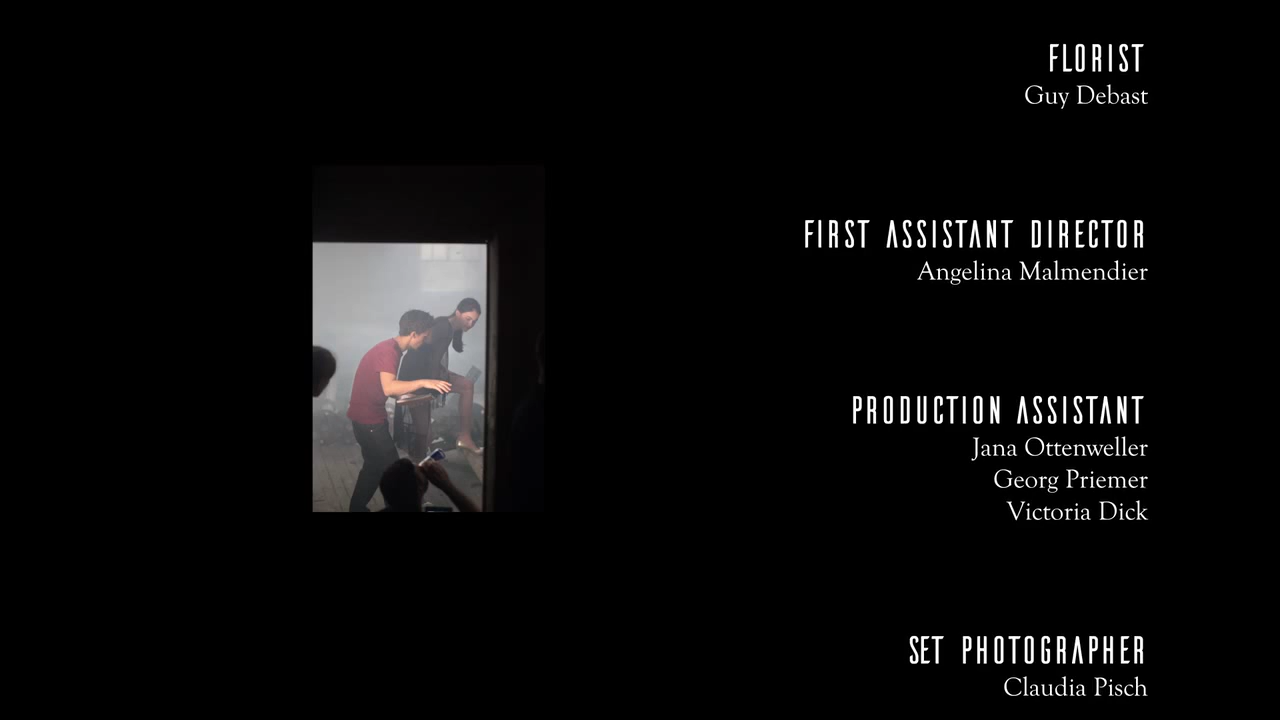 FLORIST
Guy Debast
FIRST ASSISTANT DIRECTOR
Angelina Malmendier
PRODUCTION ASSISTANT
Jana Ottenweller
Georg Priemer
Victoria Dick
SET PHOTOGRAPHER
Claudia Pisch